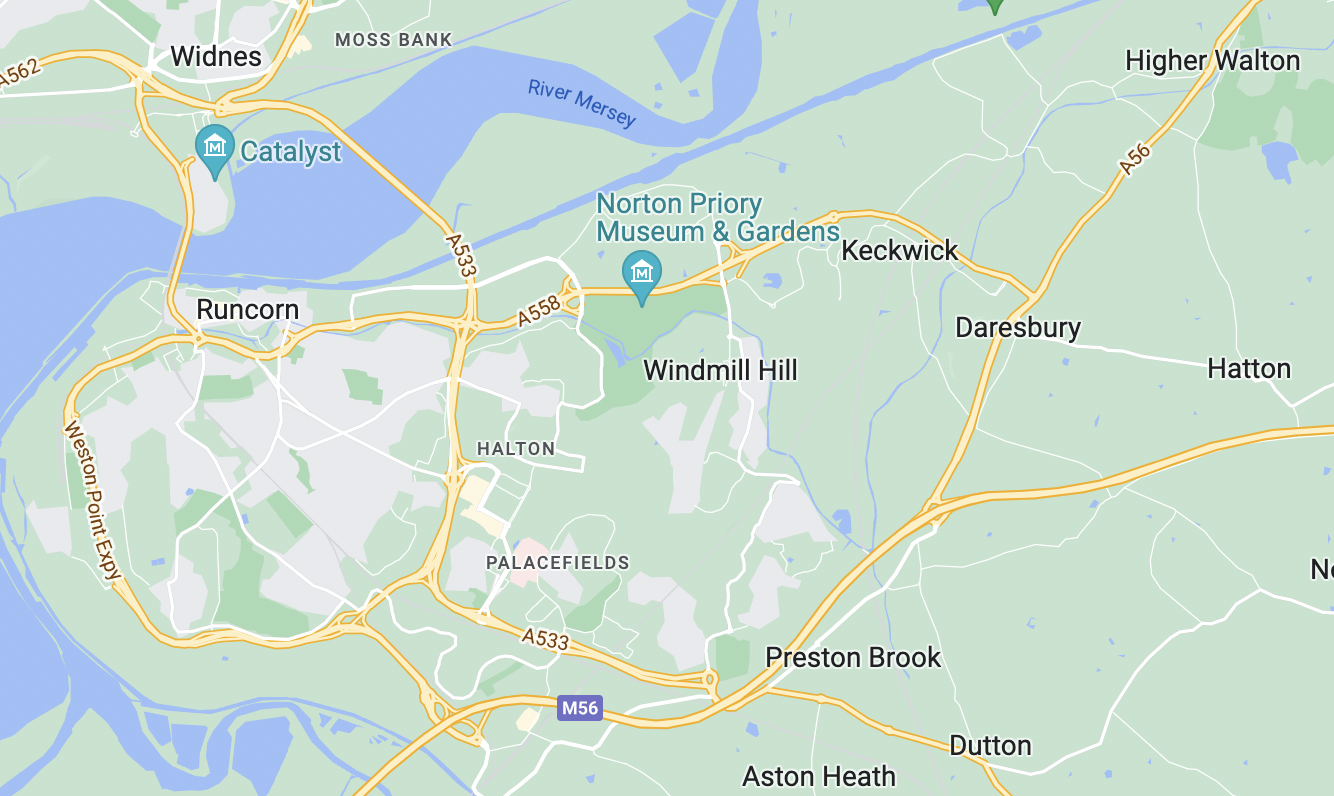 MOSS BANK
Widnes
Higher Walton
A562
River Mersey
Catalyst
A56
Norton Priory
Museum & Gardens
A533
Keckwick
Runcorn
A558
Daresbury
Windmill Hill
Hatton
HALTON
Weston Point Expy
PALACEFIELDS
A533
Preston Brook
M56
Dutton
Aston Heath